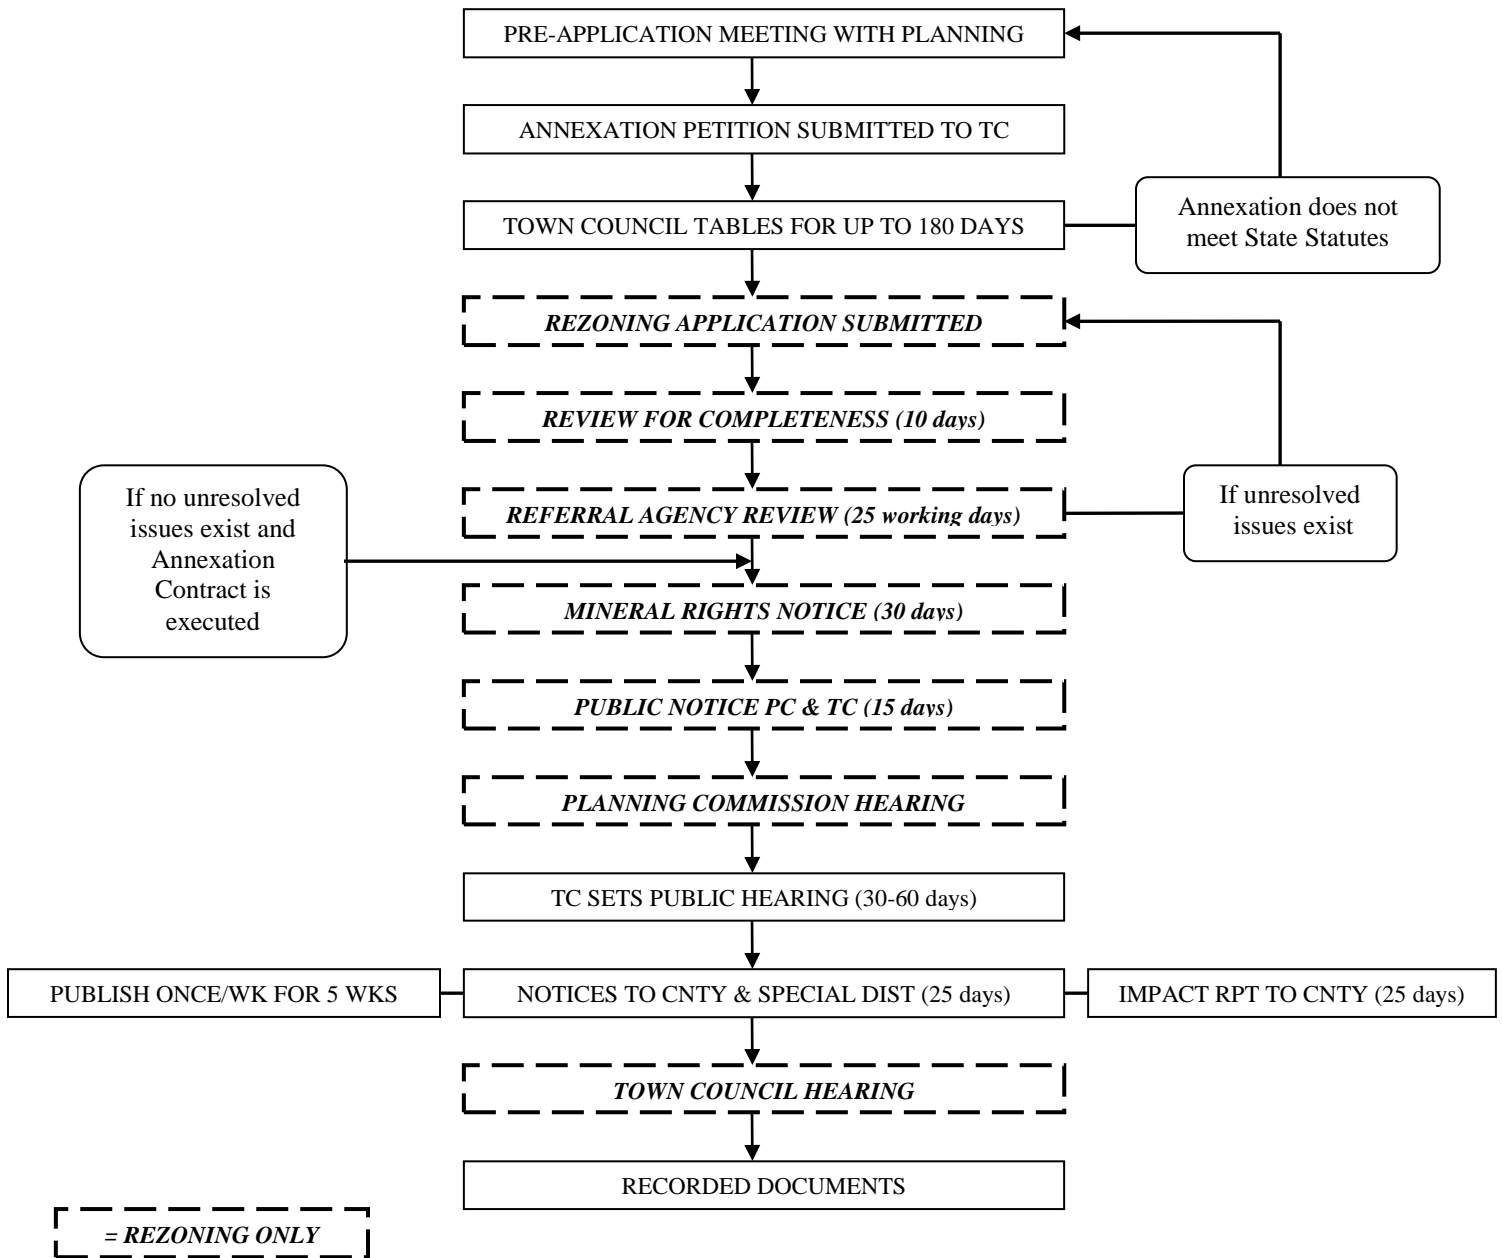 PRE-APPLICATION MEETING WITH PLANNING
ANNEXATION PETITION SUBMITTED TO TC
TOWN COUNCIL TABLES FOR UP TO 180 DAYS
Annexation does not
meet State Statutes
REZONING APPLICATION SUBMITTED
REVIEW FOR COMPLETENESS (10 days)
If no unresolved
issues exist and
Annexation
Contract is
executed
REFERRAL AGENCY REVIEW (25 working days)
If unresolved
issues exist
MINERAL RIGHTS NOTICE (30 days)
PUBLIC NOTICE PC & TC (15 days)
PLANNING COMMISSION HEARING
TC SETS PUBLIC HEARING (30-60 days)
PUBLISH ONCE/WK FOR 5 WKS
NOTICES TO CNTY & SPECIAL DIST (25 days)
IMPACT RPT TO CNTY (25 days)
TOWN COUNCIL HEARING
RECORDED DOCUMENTS
= REZONING ONLY